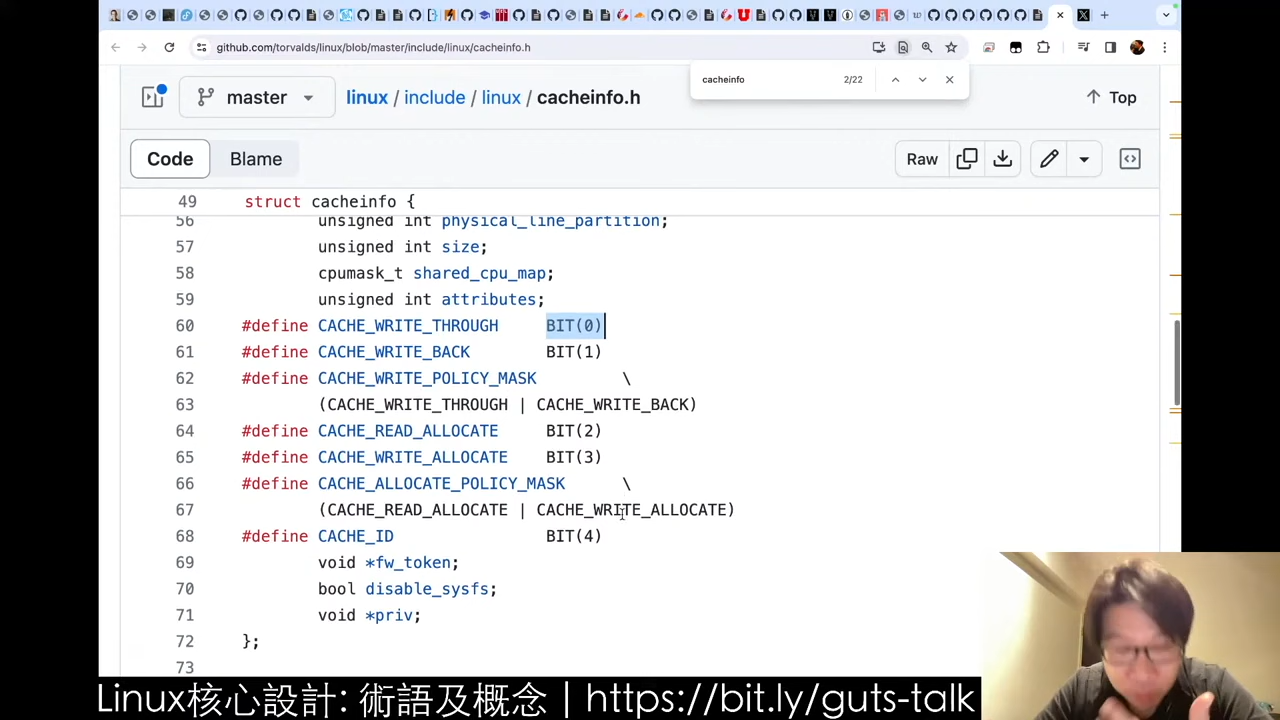 github.com/torvalds/linux/blob/master/include/linux/cacheinfo.h
cacheinfo 2/22
master linux / include / linux / cacheinfo.h Top
Code Blame Raw
49 struct cacheinfo {
56 unsigned int physical_line_partition;
57 unsigned int size;
58 cpumask_t shared_cpu_map;
59 unsigned int attributes;
60 #define CACHE_WRITE_THROUGH BIT(0)
61 #define CACHE_WRITE_BACK BIT(1)
62 #define CACHE_WRITE_POLICY_MASK \
63 (CACHE_WRITE_THROUGH | CACHE_WRITE_BACK)
64 #define CACHE_READ_ALLOCATE BIT(2)
65 #define CACHE_WRITE_ALLOCATE BIT(3)
66 #define CACHE_ALLOCATE_POLICY_MASK \
67 (CACHE_READ_ALLOCATE | CACHE_WRITE_ALLOCATE)
68 #define CACHE_ID BIT(4)
69 void *fw_token;
70 bool disable_sysfs;
71 void *priv;
72 };
73
Linux核心設計: 術語及概念 | https://bit.ly/guts-talk